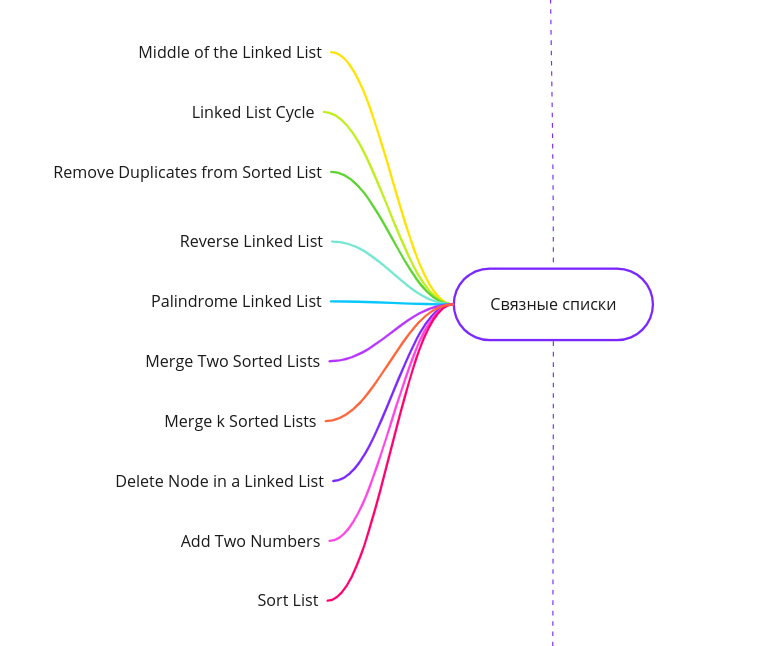 Middle of the Linked List
Linked List Cycle
Remove Duplicates from Sorted List
Reverse Linked List
Palindrome Linked List
Связные списки
Merge Two Sorted Lists
Merge k Sorted Lists
Delete Node in a Linked List
Add Two Numbers
Sort List